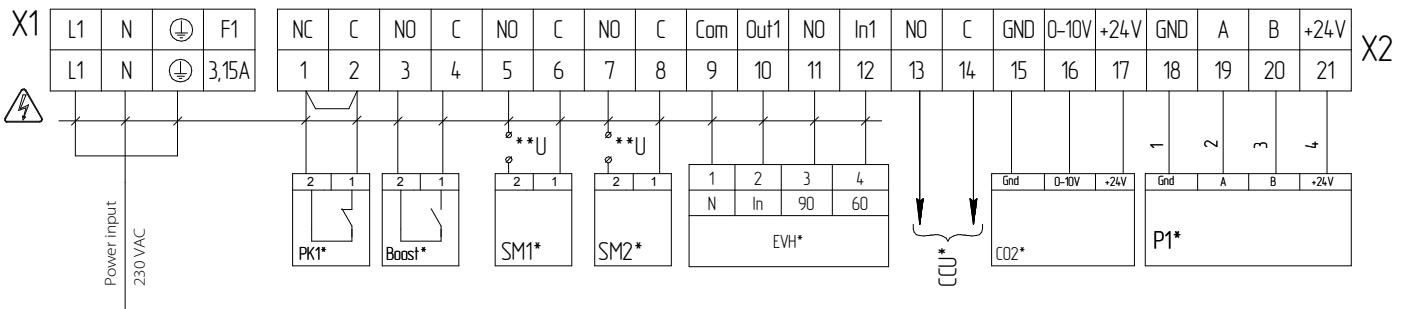 X1 L1 N F1 NC C NO C NO C NO C Com Out1 NO In1 NO C GND 0-10V +24V GND A B +24V X2
L1 N 3,15A 1 2 3 4 5 6 7 8 9 10 11 12 13 14 15 16 17 18 19 20 21
**U **U 1 2 3 4
2 1 2 1 2 1 2 1 1 2 3 4 Gnd 0-10V +24V Gnd A B +24V
N In 90 60
PK1* Boost* SM1* SM2* EVH* CCU* CO2* P1*
Power input
230 VAC